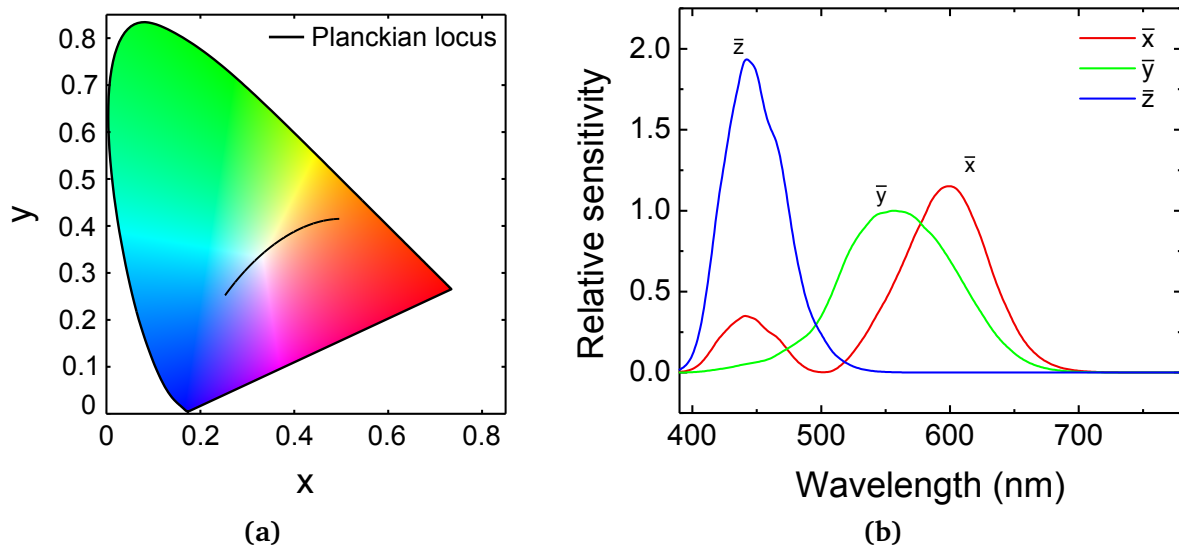 0.8
0.7
0.6
0.5
0.4
0.3
0.2
0.1
0
y
Planckian locus
0
0.2
0.4
0.6
0.8
x
(a)
2.0
1.5
1.0
0.5
0.0
Relative sensitivity
z̄
ȳ
x̄
x̄
ȳ
z̄
400
500
600
700
Wavelength (nm)
(b)